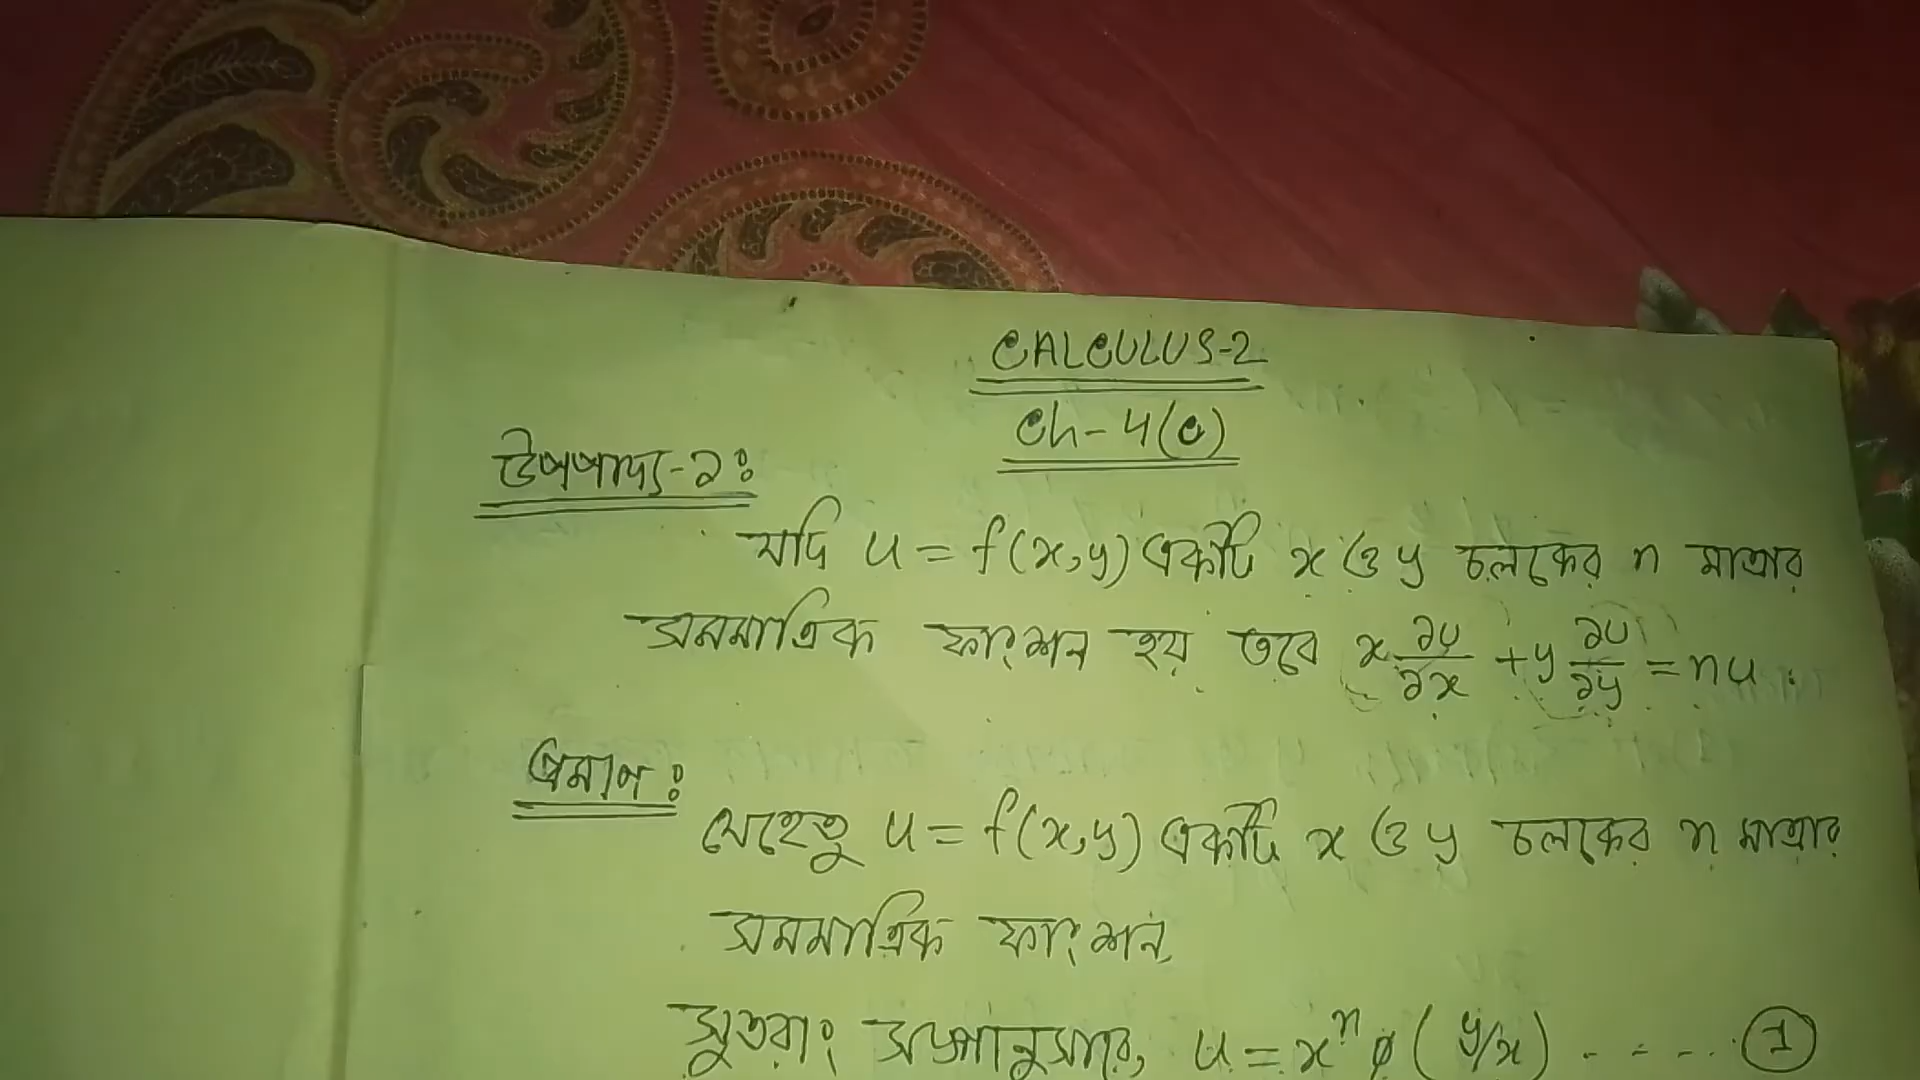 CALCULUS-2
Ch-4(c)
উপপাদ্য-১ঃ
যদি u = f(x,y) একটি x ও y চলকের n মাত্রার
সমমাত্রিক ফাংশন হয় তবে x ∂u/∂x + y ∂u/∂y = nu.
প্রমাণঃ
যেহেতু u = f(x,y) একটি x ও y চলকের n মাত্রার
সমমাত্রিক ফাংশন,
সুতরাং সংজ্ঞানুসারে, u = xⁿ φ (y/x) ..... ①